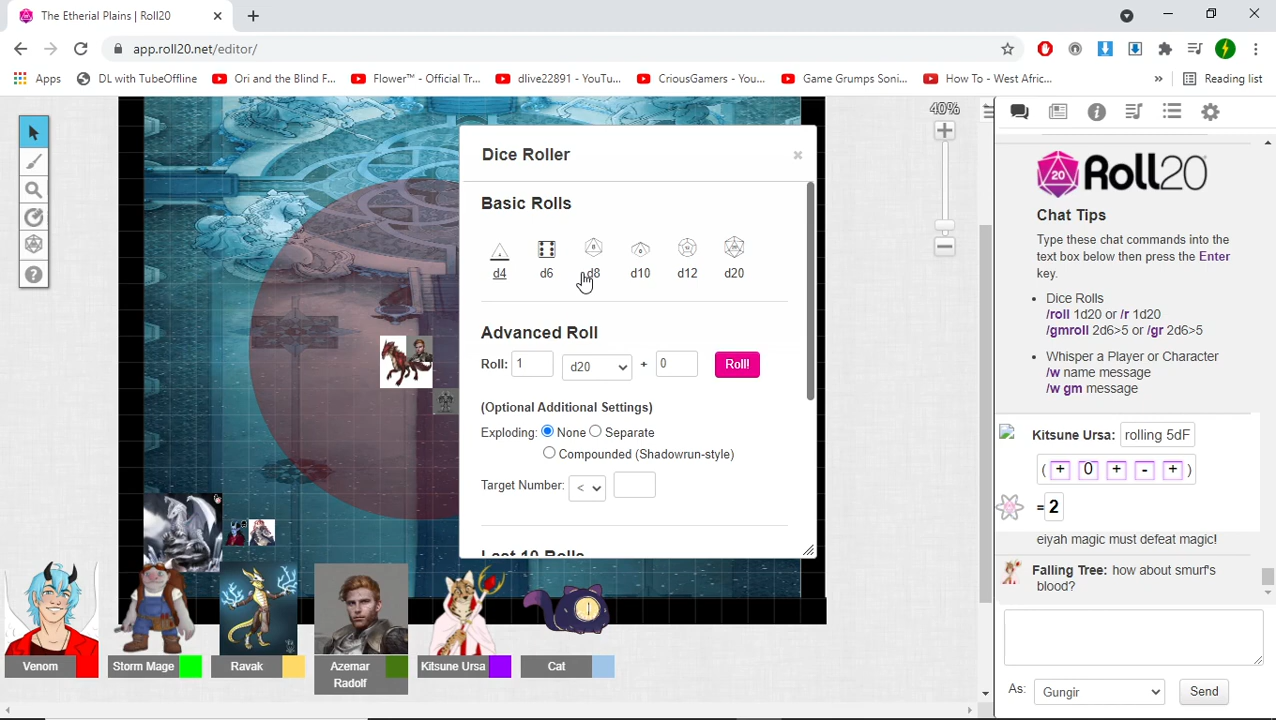 The Etherial Plains | Roll20
app.roll20.net/editor/
Apps
DL with TubeOffline
Ori and the Blind F...
Flower™ - Official Tr...
dlive22891 - YouTu...
CriousGamers - You...
Game Grumps Soni...
How To - West Afric...
»
Reading list
40%
Dice Roller
Basic Rolls
d4
d6
d8
d10
d12
d20
Advanced Roll
Roll: 1 d20 + 0 Roll!
(Optional Additional Settings)
Exploding: None Separate
Compounded (Shadowrun-style)
Target Number: <
Last 10 Rolls
Venom
Storm Mage
Ravak
Azemar
Radolf
Kitsune Ursa
Cat
20 Roll20
Chat Tips
Type these chat commands into the
text box below then press the Enter
key.
• Dice Rolls
/roll 1d20 or /r 1d20
/gmroll 2d6>5 or /gr 2d6>5
• Whisper a Player or Character
/w name message
/w gm message
Kitsune Ursa: rolling 5dF
( + 0 + - + )
= 2
eiyah magic must defeat magic!
Falling Tree: how about smurf's
blood?
As: Gungir Send